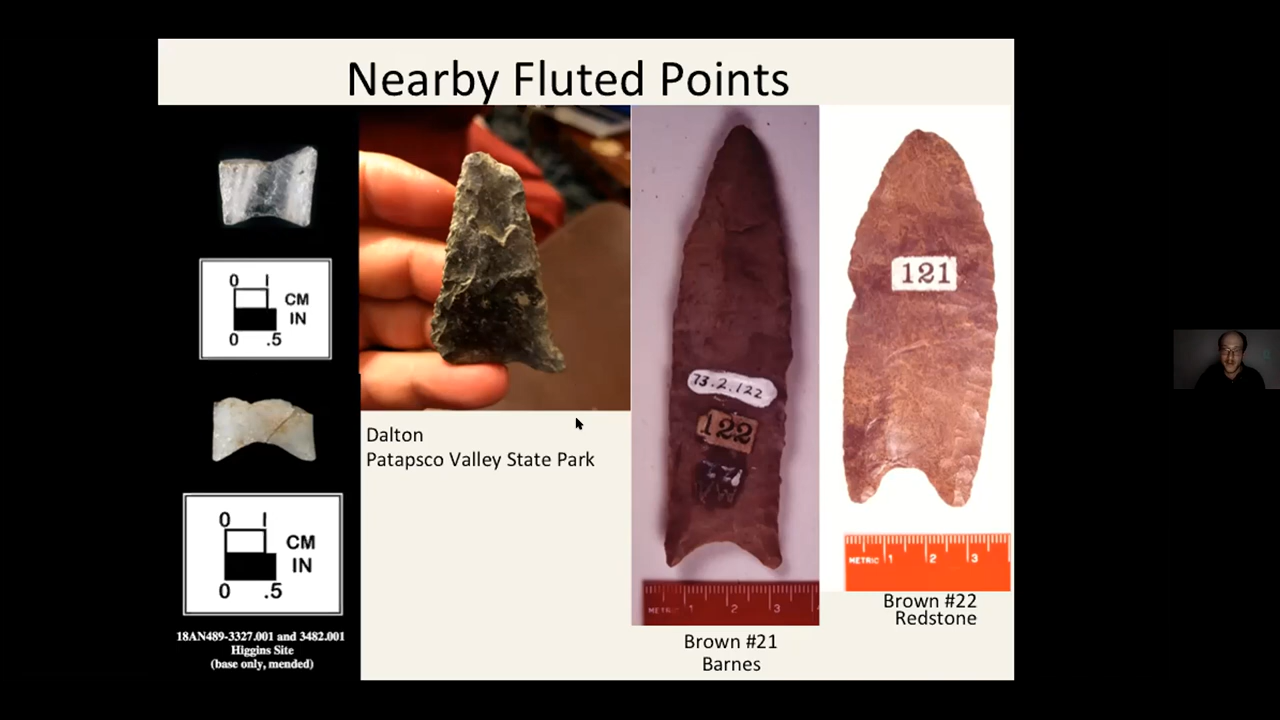 Nearby Fluted Points
0 1
CM
IN
0 .5
0 1
CM
IN
0 .5
18AN489-3327.001 and 3482.001
Higgins Site
(base only, mended)
Dalton
Patapsco Valley State Park
73.2.122
122
1 2 3
Brown #21
Barnes
121
METRIC 1 2 3
Brown #22
Redstone